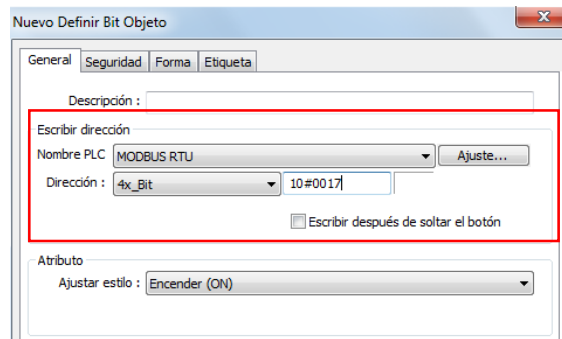 Nuevo Definir Bit Objeto
General Seguridad Forma Etiqueta
Descripción :
Escribir dirección
Nombre PLC MODBUS RTU Ajuste...
Dirección : 4x_Bit 10#0017
Escribir después de soltar el botón
Atributo
Ajustar estilo : Encender (ON)